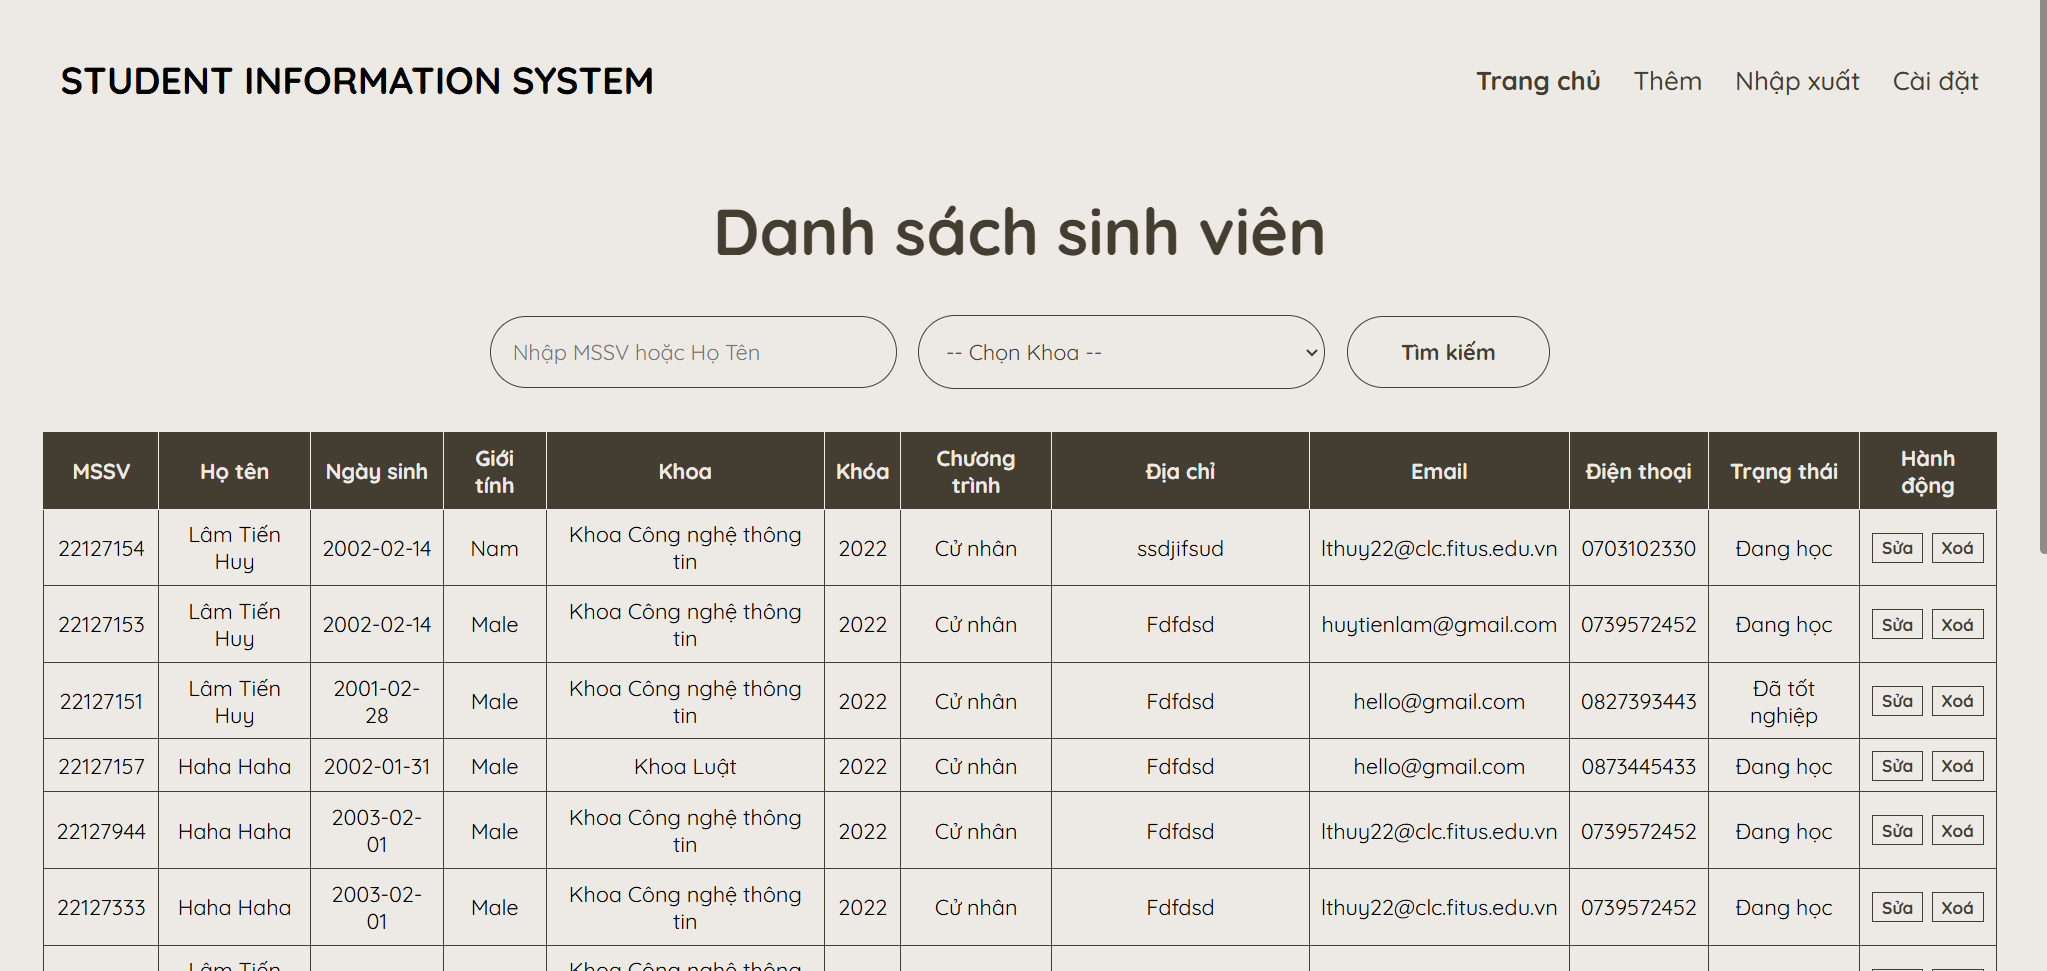 STUDENT INFORMATION SYSTEM
Trang chủ Thêm Nhập xuất Cài đặt
Danh sách sinh viên
Nhập MSSV hoặc Họ Tên -- Chọn Khoa -- Tìm kiếm
MSSV Họ tên Ngày sinh Giới tính Khoa Khóa Chương trình Địa chỉ Email Điện thoại Trạng thái Hành động
22127154 Lâm Tiến Huy 2002-02-14 Nam Khoa Công nghệ thông tin 2022 Cử nhân ssdjifsud lthuy22@clc.fitus.edu.vn 0703102330 Đang học Sửa Xoá
22127153 Lâm Tiến Huy 2002-02-14 Male Khoa Công nghệ thông tin 2022 Cử nhân Fdfdsd huytienlam@gmail.com 0739572452 Đang học Sửa Xoá
22127151 Lâm Tiến Huy 2001-02-28 Male Khoa Công nghệ thông tin 2022 Cử nhân Fdfdsd hello@gmail.com 0827393443 Đã tốt nghiệp Sửa Xoá
22127157 Haha Haha 2002-01-31 Male Khoa Luật 2022 Cử nhân Fdfdsd hello@gmail.com 0873445433 Đang học Sửa Xoá
22127944 Haha Haha 2003-02-01 Male Khoa Công nghệ thông tin 2022 Cử nhân Fdfdsd lthuy22@clc.fitus.edu.vn 0739572452 Đang học Sửa Xoá
22127333 Haha Haha 2003-02-01 Male Khoa Công nghệ thông tin 2022 Cử nhân Fdfdsd lthuy22@clc.fitus.edu.vn 0739572452 Đang học Sửa Xoá
Lâm Tiến Khoa Công nghệ thông